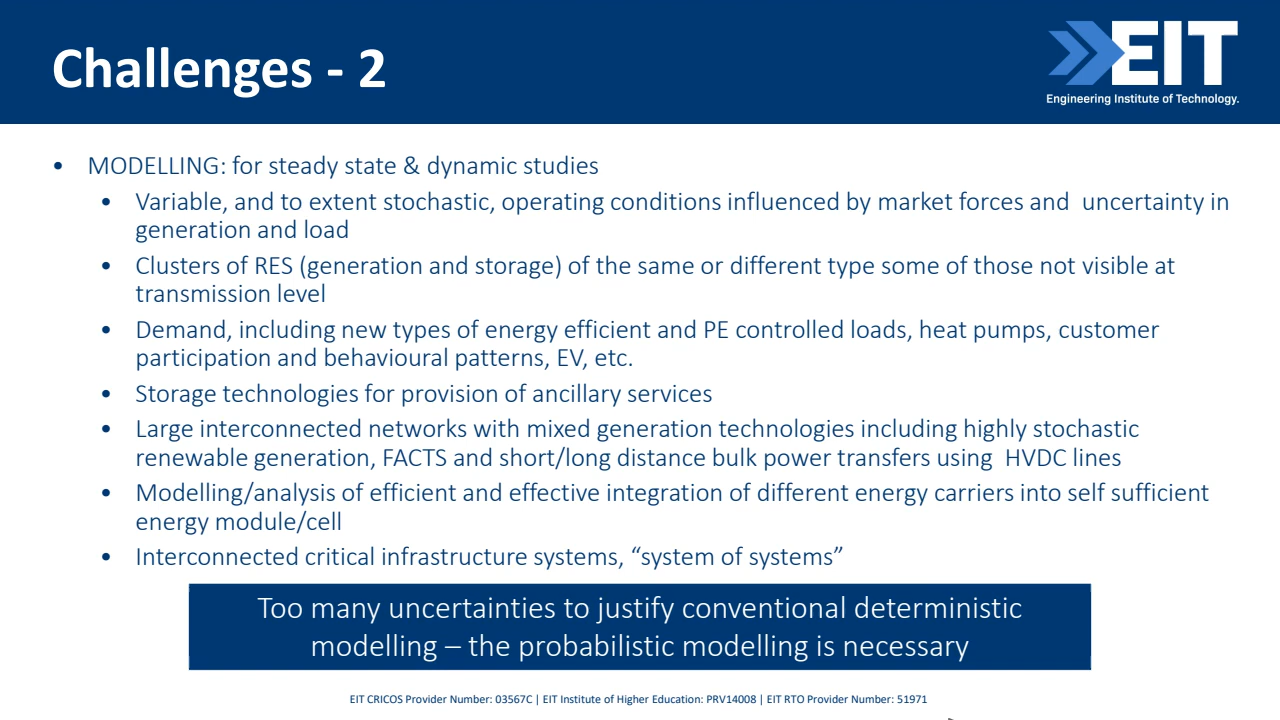 Challenges - 2
EIT
Engineering Institute of Technology.
• MODELLING: for steady state & dynamic studies
• Variable, and to extent stochastic, operating conditions influenced by market forces and  uncertainty in
generation and load
• Clusters of RES (generation and storage) of the same or different type some of those not visible at
transmission level
• Demand, including new types of energy efficient and PE controlled loads, heat pumps, customer
participation and behavioural patterns, EV, etc.
• Storage technologies for provision of ancillary services
• Large interconnected networks with mixed generation technologies including highly stochastic
renewable generation, FACTS and short/long distance bulk power transfers using  HVDC lines
• Modelling/analysis of efficient and effective integration of different energy carriers into self sufficient
energy module/cell
• Interconnected critical infrastructure systems, “system of systems”
Too many uncertainties to justify conventional deterministic
modelling – the probabilistic modelling is necessary
EIT CRICOS Provider Number: 03567C | EIT Institute of Higher Education: PRV14008 | EIT RTO Provider Number: 51971